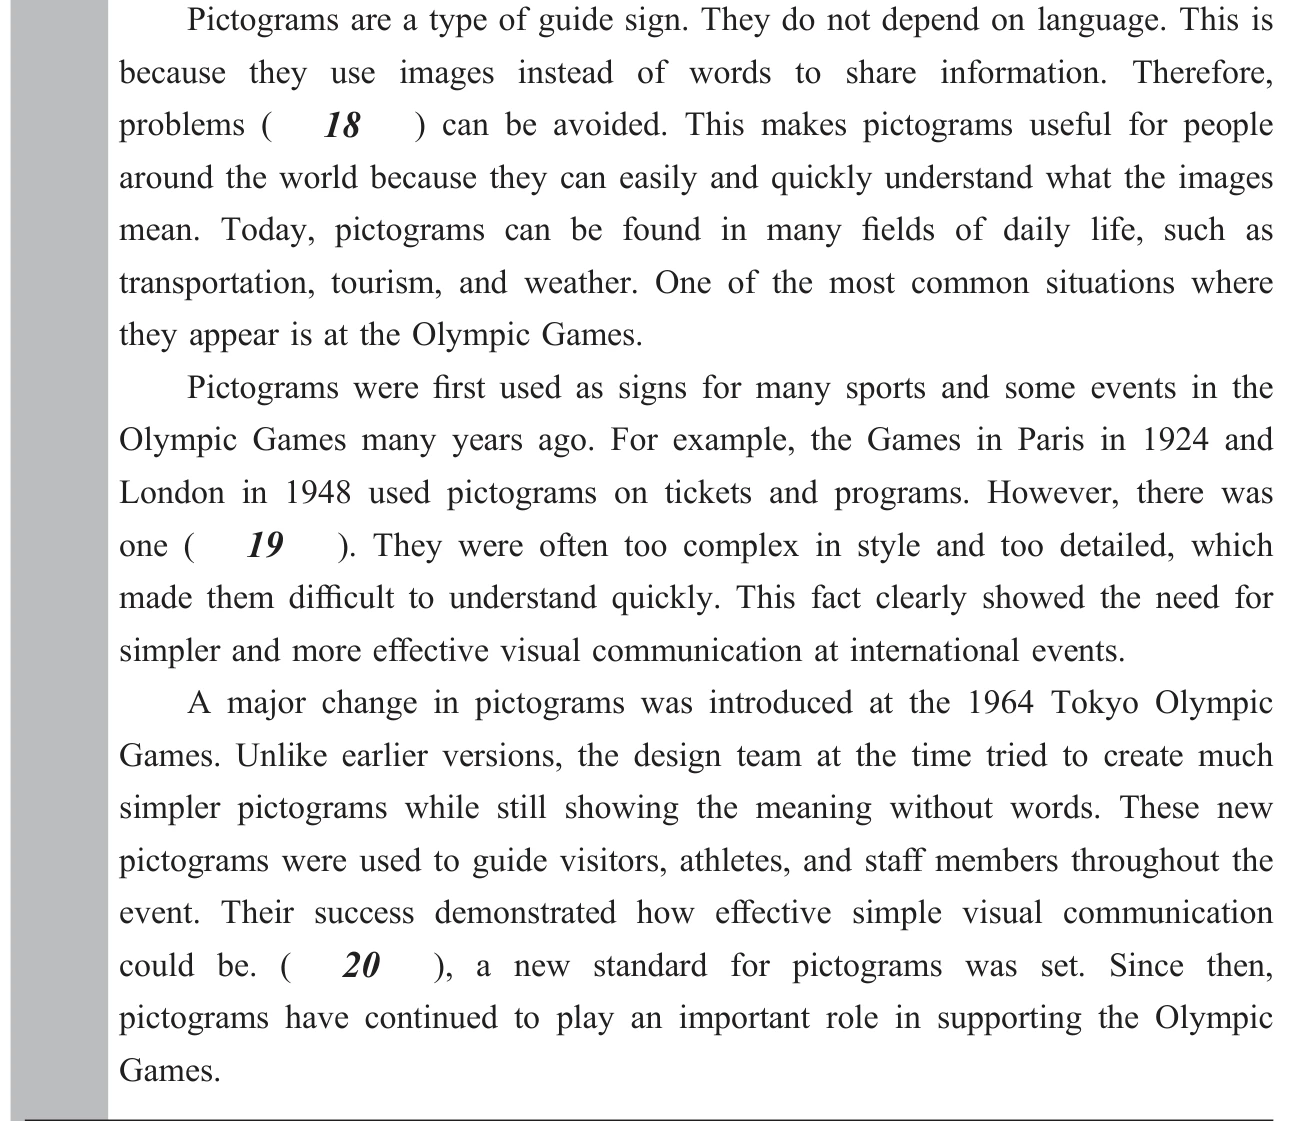 Pictograms are a type of guide sign. They do not depend on language. This is
because they use images instead of words to share information. Therefore,
problems ( 18 ) can be avoided. This makes pictograms useful for people
around the world because they can easily and quickly understand what the images
mean. Today, pictograms can be found in many fields of daily life, such as
transportation, tourism, and weather. One of the most common situations where
they appear is at the Olympic Games.
Pictograms were first used as signs for many sports and some events in the
Olympic Games many years ago. For example, the Games in Paris in 1924 and
London in 1948 used pictograms on tickets and programs. However, there was
one ( 19 ). They were often too complex in style and too detailed, which
made them difficult to understand quickly. This fact clearly showed the need for
simpler and more effective visual communication at international events.
A major change in pictograms was introduced at the 1964 Tokyo Olympic
Games. Unlike earlier versions, the design team at the time tried to create much
simpler pictograms while still showing the meaning without words. These new
pictograms were used to guide visitors, athletes, and staff members throughout the
event. Their success demonstrated how effective simple visual communication
could be. ( 20 ), a new standard for pictograms was set. Since then,
pictograms have continued to play an important role in supporting the Olympic
Games.